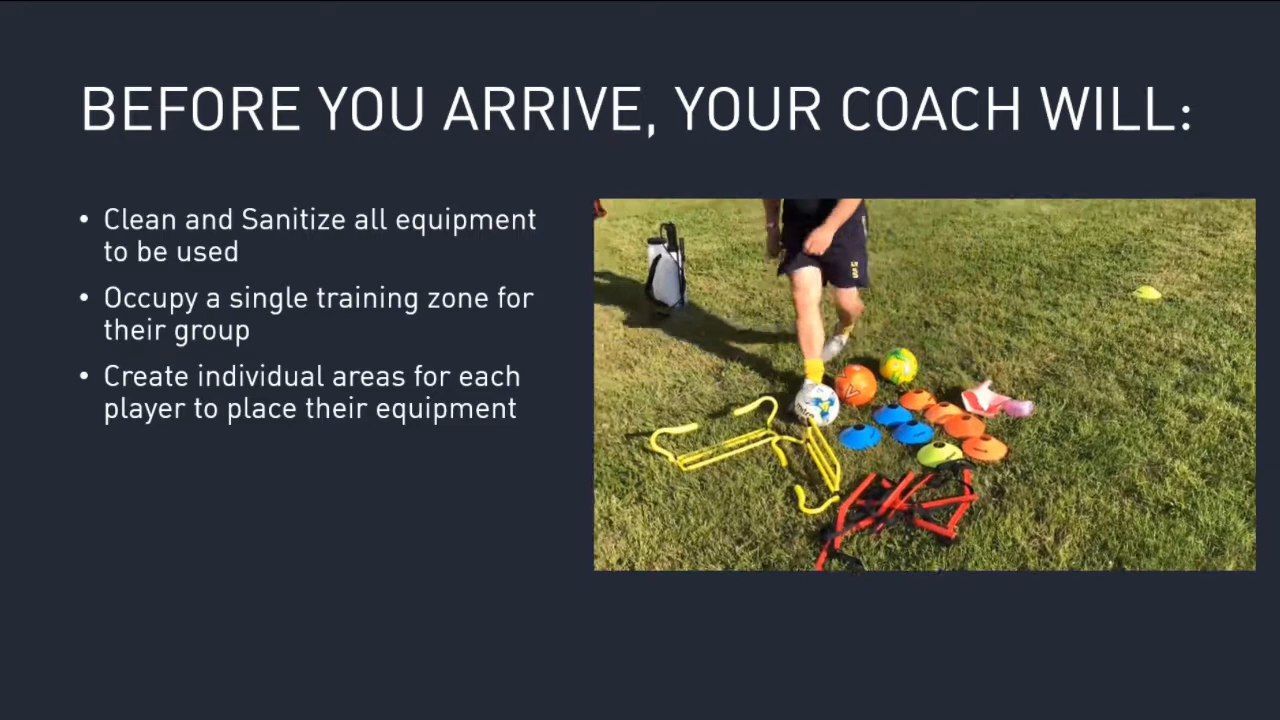 BEFORE YOU ARRIVE, YOUR COACH WILL:
• Clean and Sanitize all equipment
to be used
• Occupy a single training zone for
their group
• Create individual areas for each
player to place their equipment